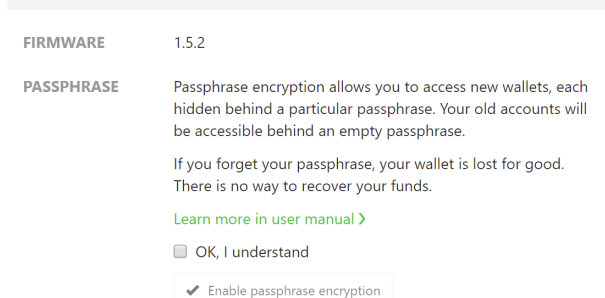 FIRMWARE 1.5.2
PASSPHRASE Passphrase encryption allows you to access new wallets, each
hidden behind a particular passphrase. Your old accounts will
be accessible behind an empty passphrase.
If you forget your passphrase, your wallet is lost for good.
There is no way to recover your funds.
Learn more in user manual ❯
OK, I understand
✔ Enable passphrase encryption